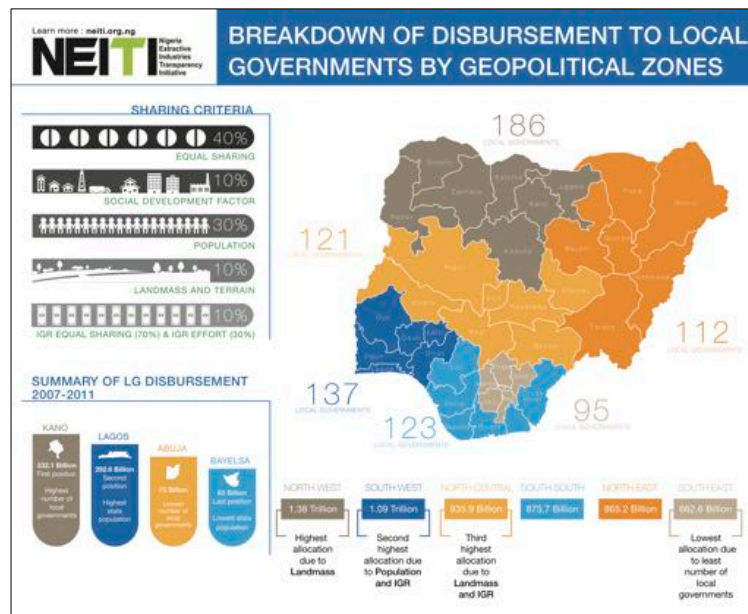 Learn more : neiti.org.ng
NEITI
Nigeria
Extractive
Industries
Transparency
Initiative
BREAKDOWN OF DISBURSEMENT TO LOCAL
GOVERNMENTS BY GEOPOLITICAL ZONES
SHARING CRITERIA
40%
EQUAL SHARING
10%
SOCIAL DEVELOPMENT FACTOR
30%
POPULATION
10%
LANDMASS AND TERRAIN
10%
IGR EQUAL SHARING (70%) & IGR EFFORT (30%)
186
LOCAL GOVERNMENTS
121
LOCAL GOVERNMENTS
112
LOCAL GOVERNMENTS
137
LOCAL GOVERNMENTS
123
LOCAL GOVERNMENTS
95
LOCAL GOVERNMENTS
SUMMARY OF LG DISBURSEMENT
2007-2011
KANO
332.1 Billion
First position
Highest
number of
local
governments
LAGOS
Second
position
Highest
state
population
ABUJA
Lowest
number of
local
governments
BAYELSA
Last position
Lowest state
population
NORTH WEST
1.38 Trillion
Highest
allocation
due to
Landmass
SOUTH WEST
1.09 Trillion
Second
highest
allocation due
to Population
and IGR
NORTH CENTRAL
935.9 Billion
Third
highest
allocation
due to
Landmass
and IGR
SOUTH SOUTH
875.7 Billion
NORTH EAST
865.2 Billion
SOUTH EAST
662.6 Billion
Lowest
allocation
due to least
number of
local
governments